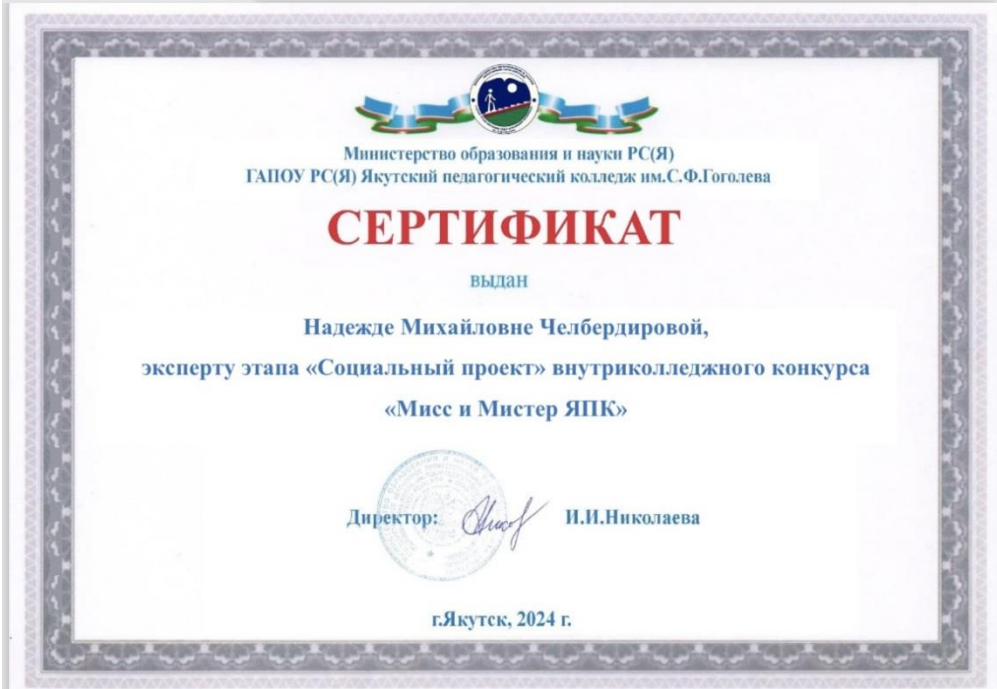 Министерство образования и науки РС(Я)
ГАПОУ РС(Я) Якутский педагогический колледж им.С.Ф.Гоголева
СЕРТИФИКАТ
выдан
Надежде Михайловне Челбердировой,
эксперту этапа «Социальный проект» внутриколледжного конкурса
«Мисс и Мистер ЯПК»
Директор: И.И.Николаева
г.Якутск, 2024 г.